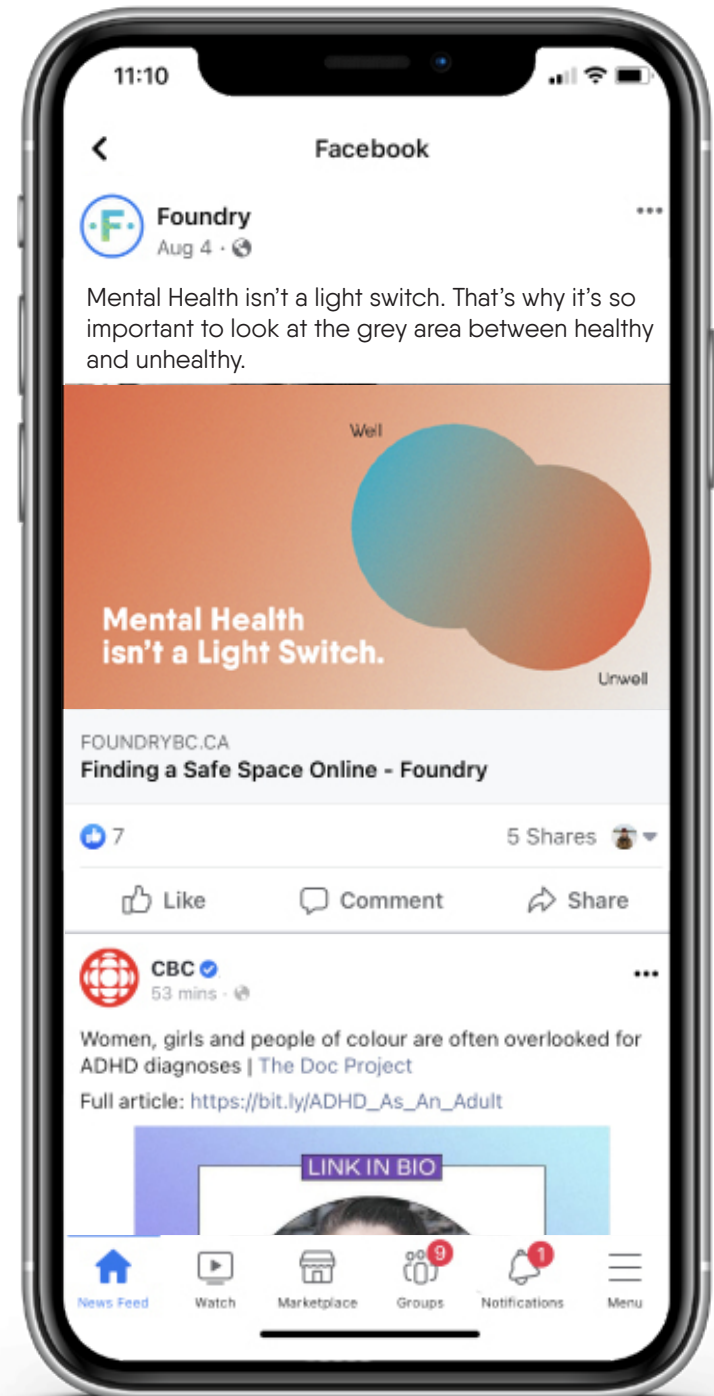 11:10
Facebook
F
Foundry
Aug 4 ·
Mental Health isn't a light switch. That's why it's so
important to look at the grey area between healthy
and unhealthy.
Well
Mental Health
isn't a Light Switch.
Unwell
FOUNDRYBC.CA
Finding a Safe Space Online - Foundry
7
5 Shares
Like Comment Share
CBC
53 mins ·
Women, girls and people of colour are often overlooked for
ADHD diagnoses | The Doc Project
Full article: https://bit.ly/ADHD_As_An_Adult
LINK IN BIO
9 1
News Feed Watch Marketplace Groups Notifications Menu